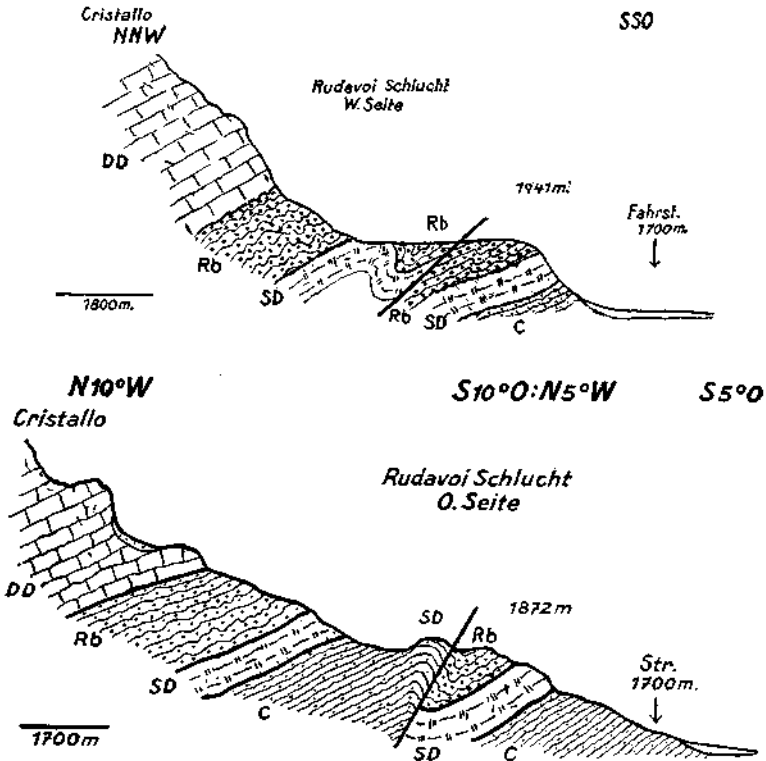 Cristallo
NNW
SSO
Rudavoi Schlucht
W. Seite
DD
Rb
1941m.
Fahrst.
1700m.
Rb
SD
Rb
SD
C
1800m.
N10°W
S10°O:N5°W
S5°O
Cristallo
Rudavoi Schlucht
O. Seite
DD
Rb
SD
C
SD
Rb
1872m
Str.
1700m.
SD
C
1700m